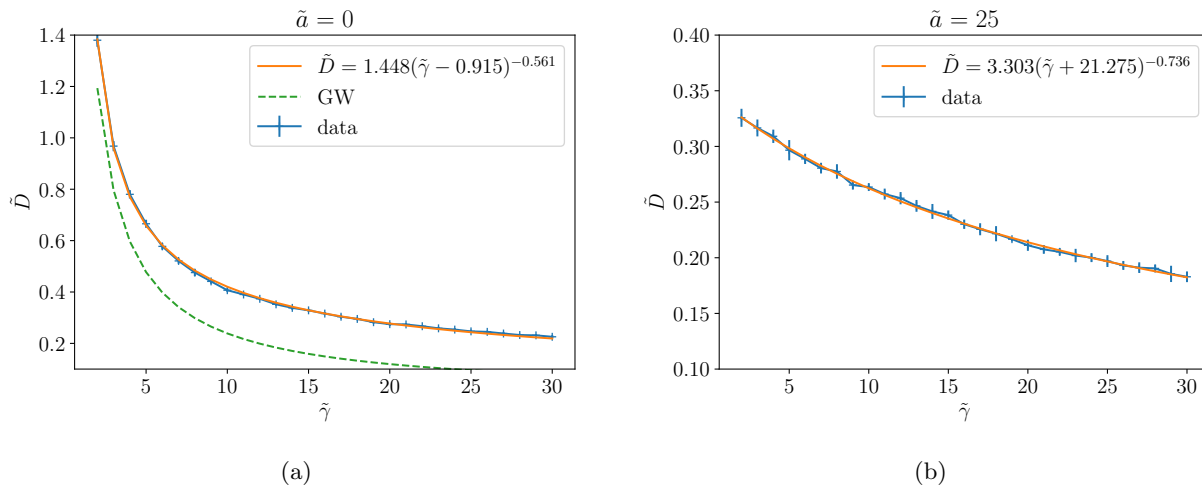 ã = 0
D̃ = 1.448(γ̃ − 0.915)^−0.561
GW
data
1.4
1.2
1.0
0.8
0.6
0.4
0.2
D̃
5 10 15 20 25 30
γ̃
(a)
ã = 25
D̃ = 3.303(γ̃ + 21.275)^−0.736
data
0.40
0.35
0.30
0.25
0.20
0.15
0.10
D̃
5 10 15 20 25 30
γ̃
(b)